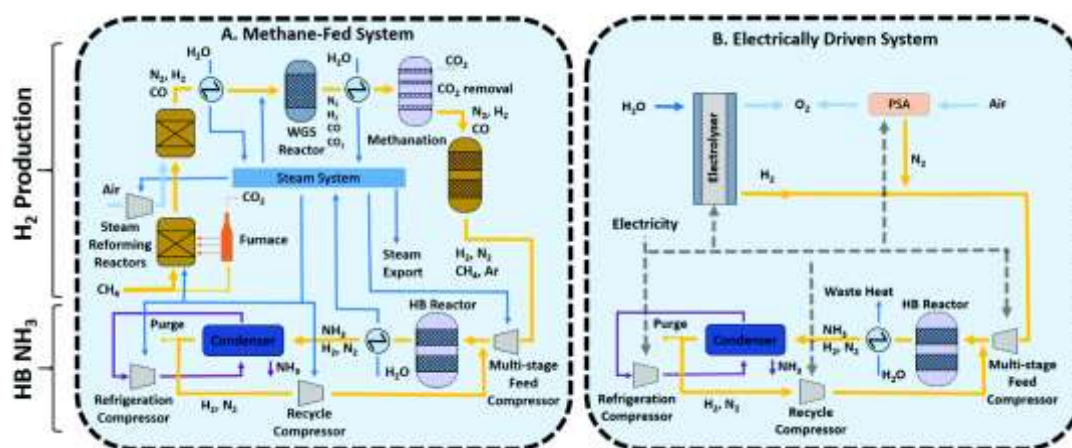 A. Methane-Fed System
H₂ Production
HB NH₃
H₂O
N₂, H₂
CO
WGS
Reactor
N₂
H₂
CO
CO₂
H₂O
CO₂
CO₂ removal
Methanation
N₂, H₂
CO
Steam System
Air
CO₂
Steam
Reforming
Reactors
Furnace
CH₄
Steam
Export
H₂, N₂
CH₄, Ar
HB Reactor
Purge
Condenser
NH₃
H₂, N₂
NH₃
H₂O
Multi-stage
Feed
Compressor
Refrigeration
Compressor
H₂, N₂
Recycle
Compressor
B. Electrically Driven System
H₂O
Electrolyser
O₂
PSA
Air
N₂
H₂
Electricity
Waste Heat
HB Reactor
Purge
Condenser
NH₃
H₂, N₂
NH₃
H₂O
Multi-stage
Feed
Compressor
Refrigeration
Compressor
H₂, N₂
Recycle
Compressor